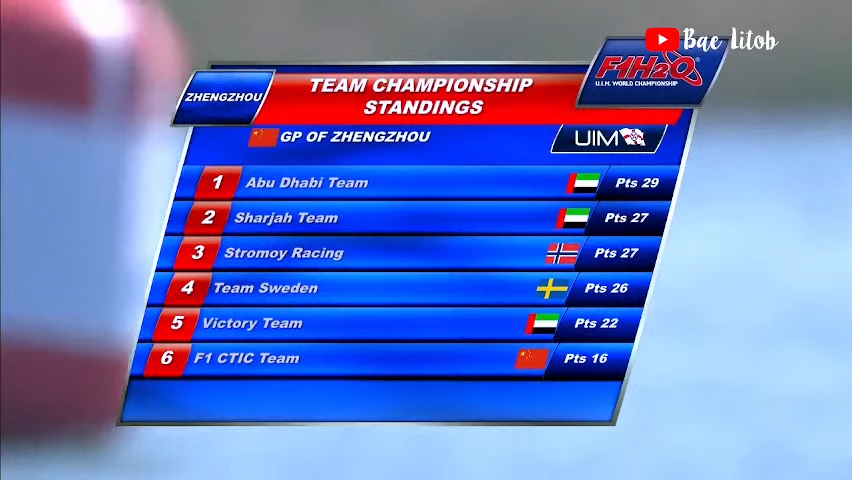 Bae Litob
F1H2O
U.I.M. WORLD CHAMPIONSHIP
ZHENGZHOU
TEAM CHAMPIONSHIP
STANDINGS
GP OF ZHENGZHOU
UIM
1 Abu Dhabi Team Pts 29
2 Sharjah Team Pts 27
3 Stromoy Racing Pts 27
4 Team Sweden Pts 26
5 Victory Team Pts 22
6 F1 CTIC Team Pts 16